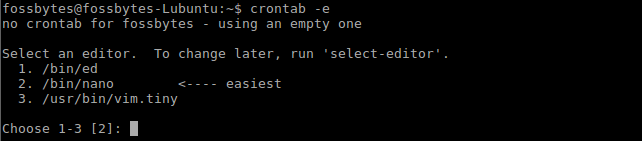 fossbytes@fossbytes-Lubuntu:~$ crontab -e
no crontab for fossbytes - using an empty one

Select an editor.  To change later, run 'select-editor'.
  1. /bin/ed
  2. /bin/nano        <---- easiest
  3. /usr/bin/vim.tiny

Choose 1-3 [2]: